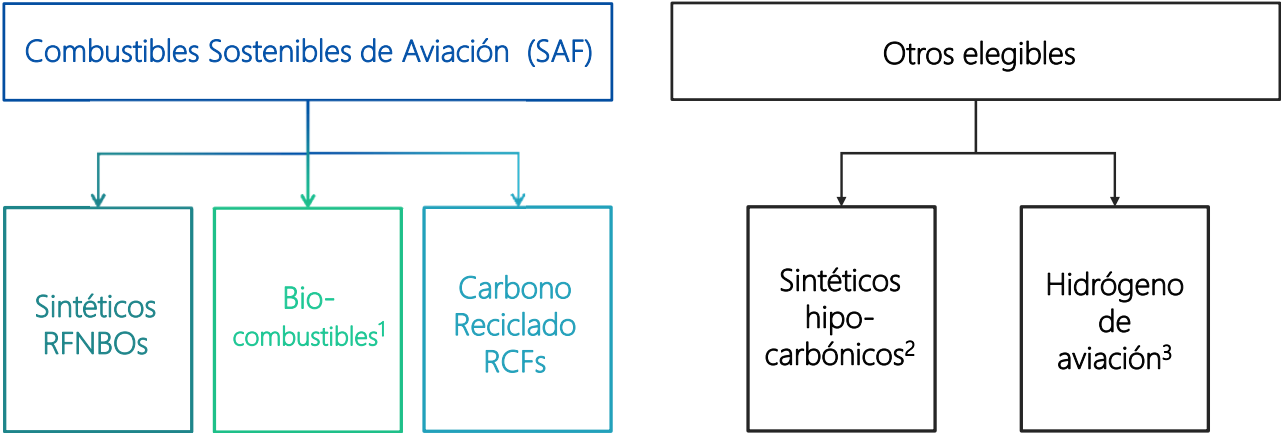 Combustibles Sostenibles de Aviación (SAF)
Otros elegibles
Sintéticos
RFNBOs
Bio-
combustibles¹
Carbono
Reciclado
RCFs
Sintéticos
hipo-
carbónicos²
Hidrógeno
de
aviación³